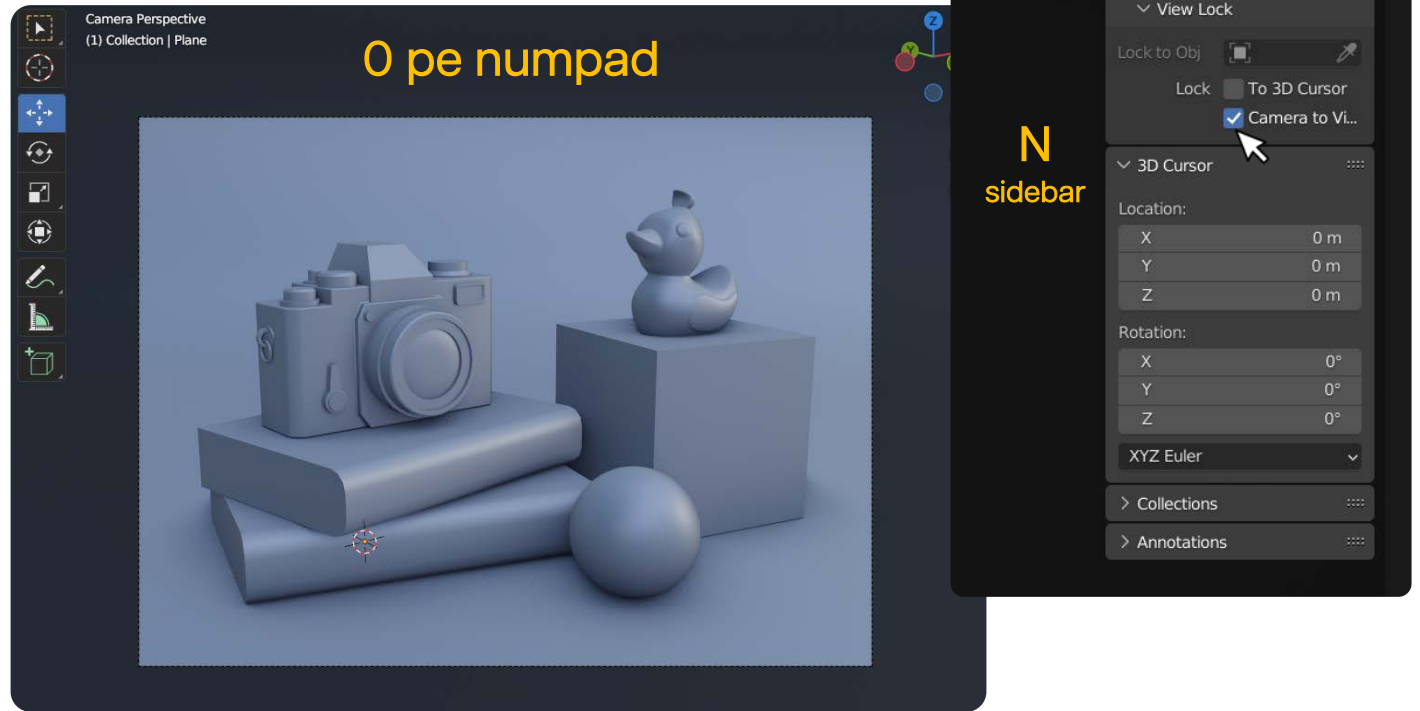 Camera Perspective
(1) Collection | Plane
0 pe numpad
Z
Y
N
sidebar
View Lock
Lock to Obj
Lock To 3D Cursor
Camera to Vi...
3D Cursor
Location:
X 0 m
Y 0 m
Z 0 m
Rotation:
X 0°
Y 0°
Z 0°
XYZ Euler
Collections
Annotations